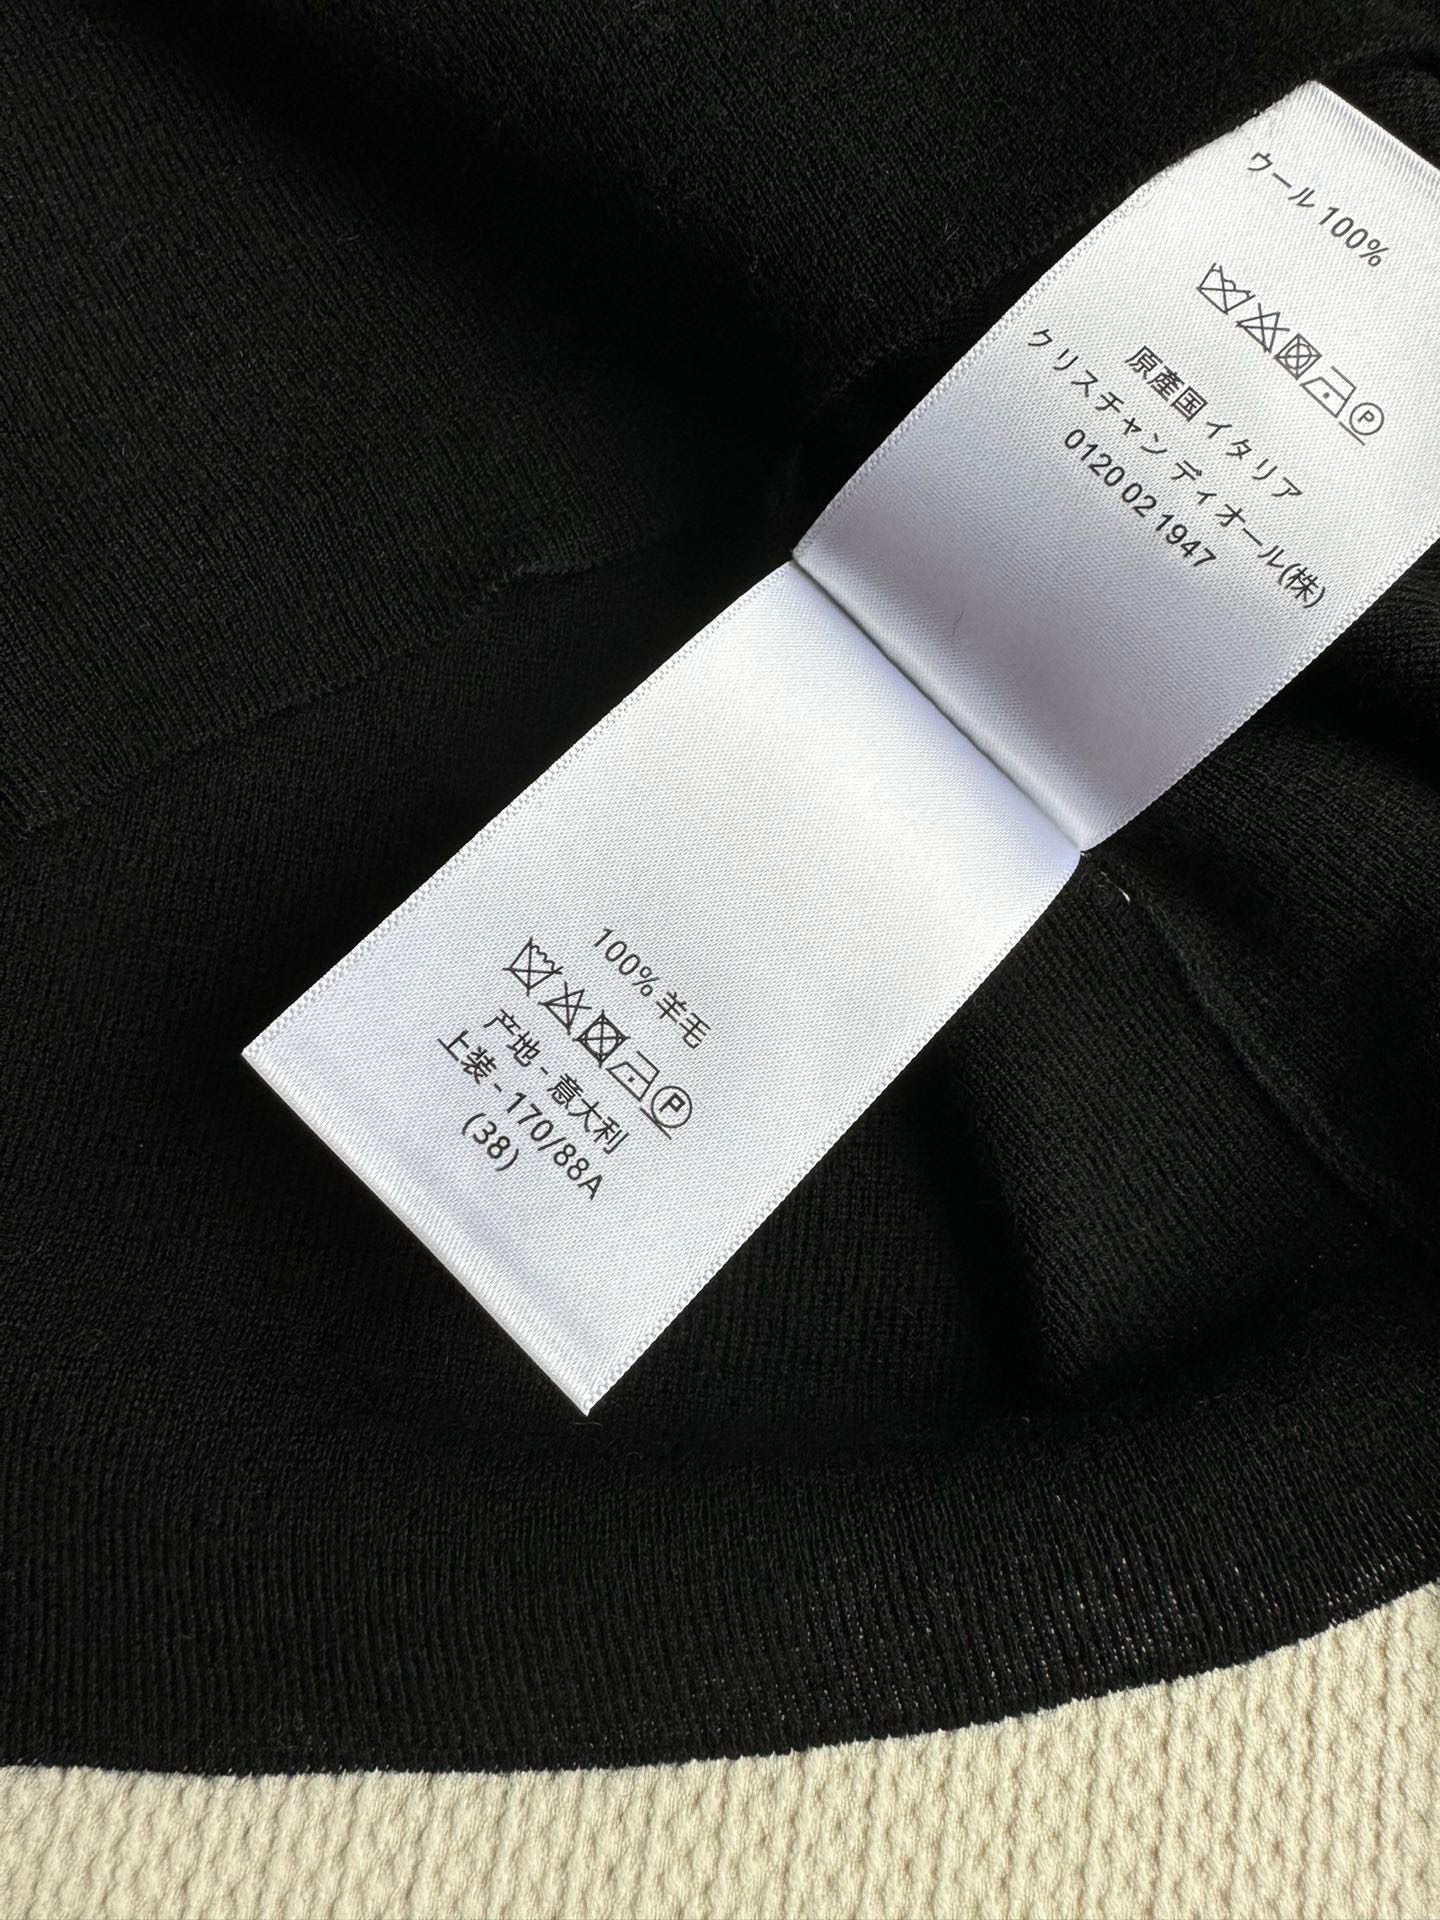 ウール 100%
P
原産国 イタリア
クリスチャン ディオール(株)
0120 02 1947
100% 羊毛
P
产地 - 意大利
上装 - 170/88A
(38)